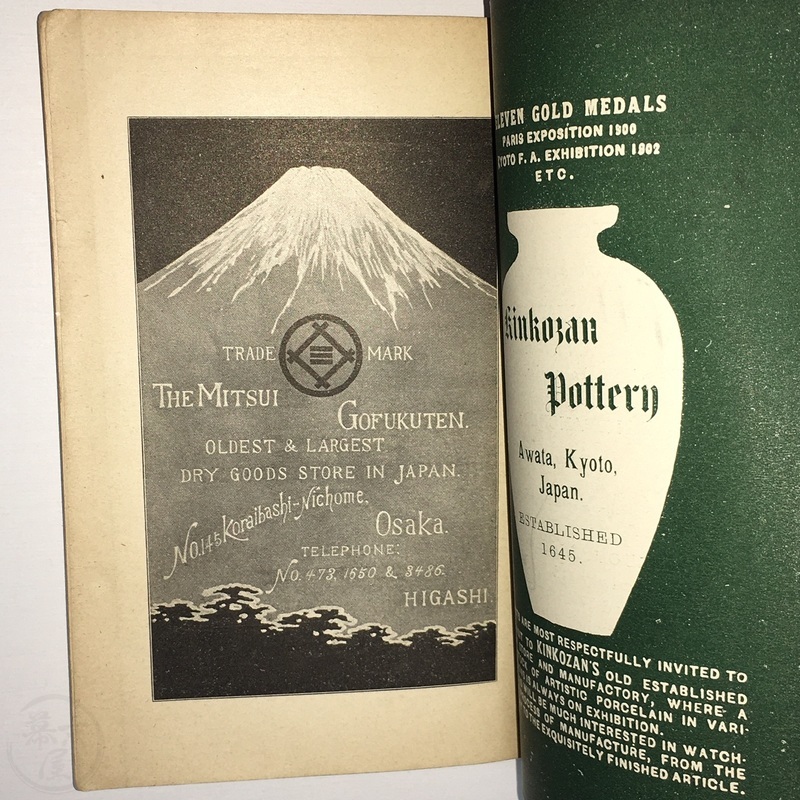 TRADE MARK
THE MITSUI
GOFUKUTEN.
OLDEST & LARGEST
DRY GOODS STORE IN JAPAN.
No. 145 Koraibashi-Nichome,
Osaka.
TELEPHONE:
No. 473, 1650 & 3486.
HIGASHI.
ELEVEN GOLD MEDALS
PARIS EXPOSITION 1900
KYOTO F. A. EXHIBITION 1902
ETC.
Kinkozan
Pottery
Awata, Kyoto,
Japan.
ESTABLISHED
1645.
ARE MOST RESPECTFULLY INVITED TO
TO KINKOZAN'S OLD ESTABLISHED
AND MANUFACTORY, WHERE A
OF ARTISTIC PORCELAIN IN VARI-
ALWAYS ON EXHIBITION.
BE MUCH INTERESTED IN WATCH-
OF MANUFACTURE, FROM THE
THE EXQUISITELY FINISHED ARTICLE.